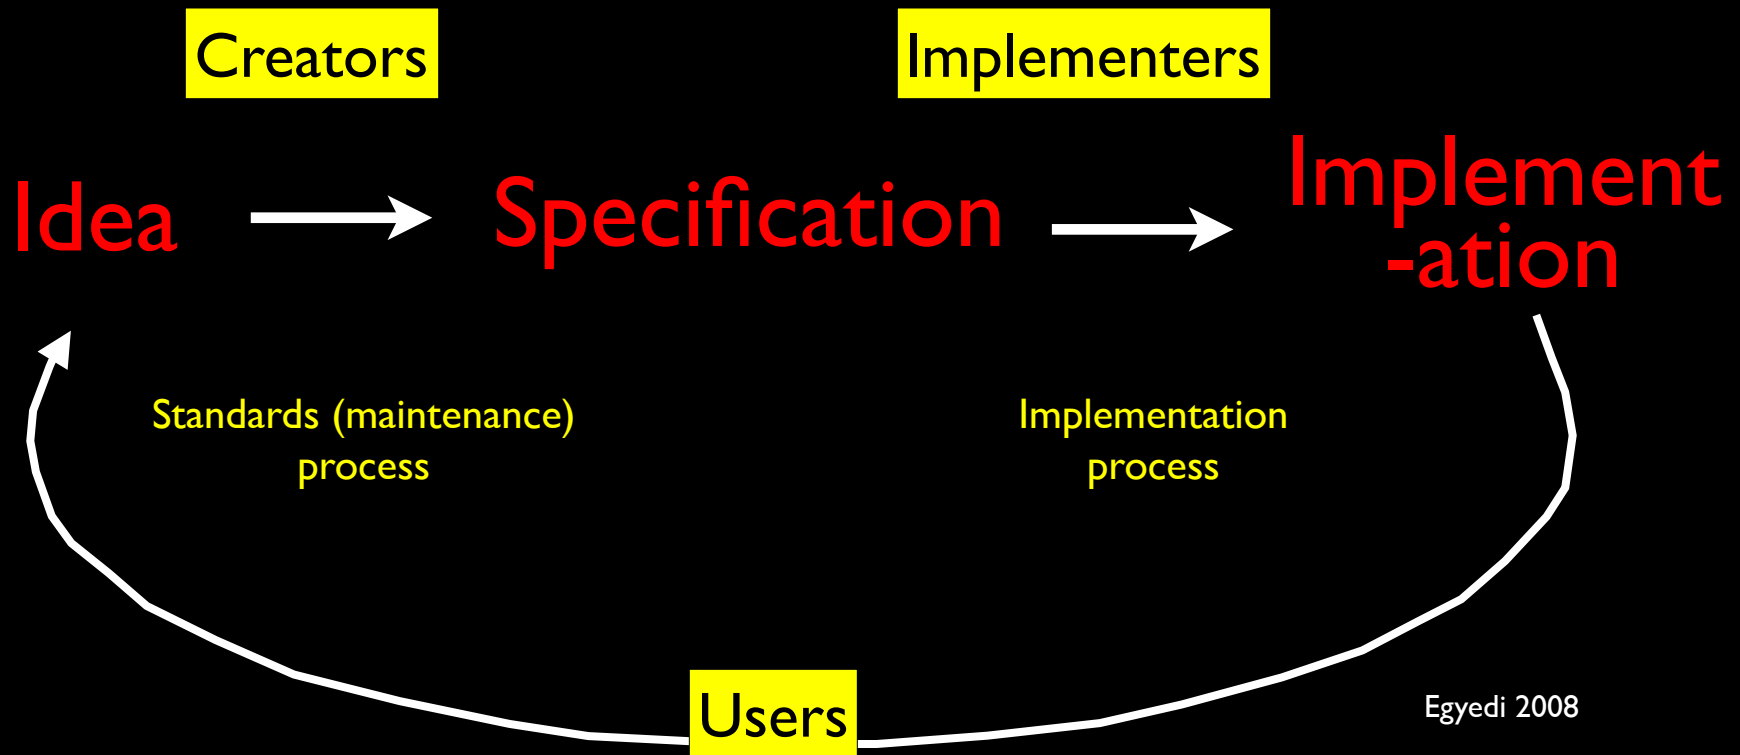 Creators
Implementers
Idea
Specification
Implement
-ation
Standards (maintenance)
process
Implementation
process
Users
Egyedi 2008